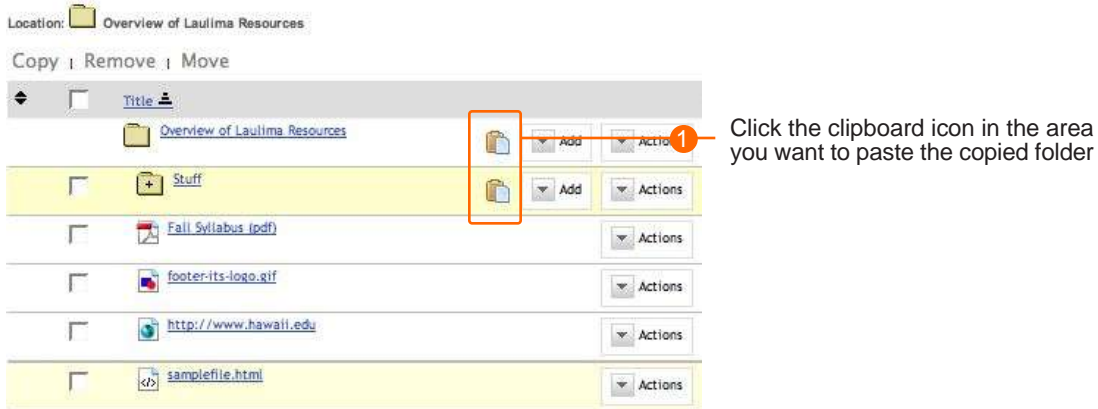 Location: Overview of Laulima Resources
Copy | Remove | Move
Title
Overview of Laulima Resources Add Actio 1
Click the clipboard icon in the area
you want to paste the copied folder
Stuff Add Actions
Fall Syllabus (pdf) Actions
footer-its-logo.gif Actions
http://www.hawaii.edu Actions
samplefile.html Actions